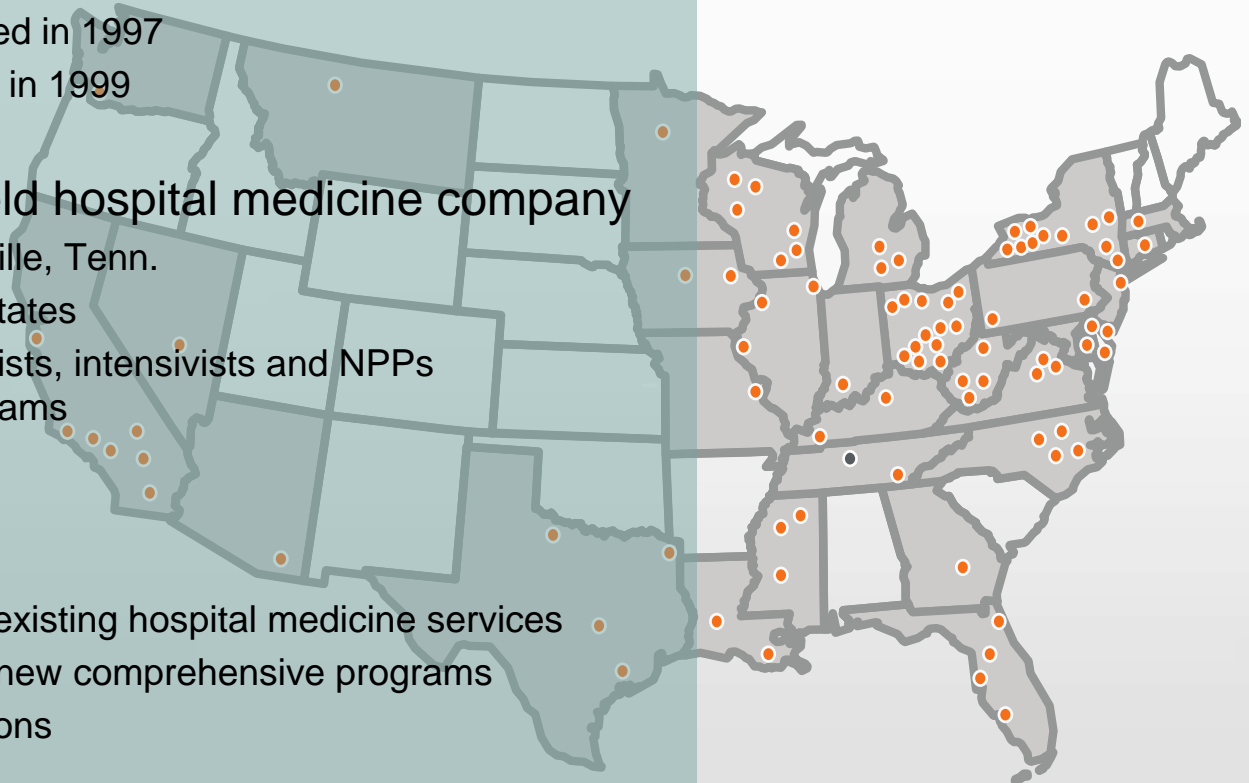 ed in 1997
in 1999
eld hospital medicine company
ille, Tenn.
tates
ists, intensivists and NPPs
ams
existing hospital medicine services
new comprehensive programs
ons